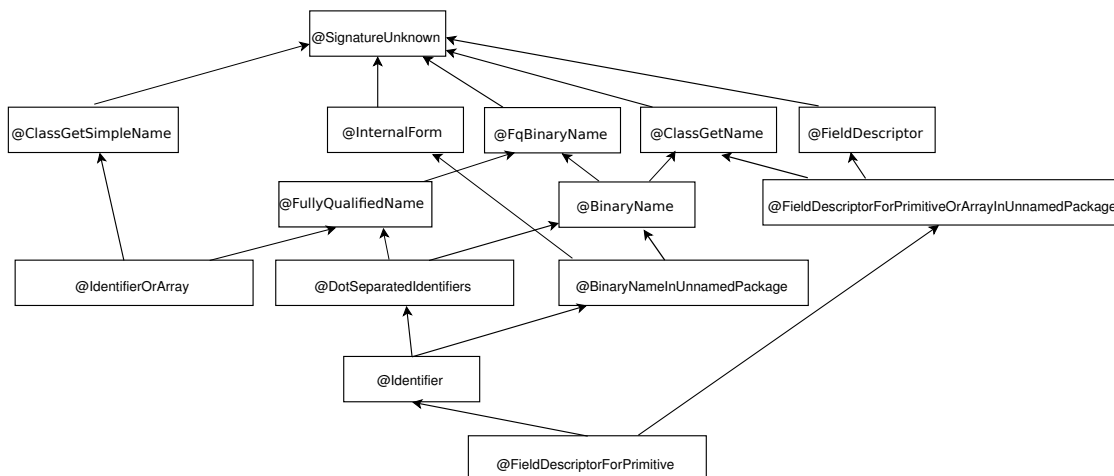 @SignatureUnknown
@ClassGetSimpleName
@InternalForm
@FqBinaryName
@ClassGetName
@FieldDescriptor
@FullyQualifiedName
@BinaryName
@FieldDescriptorForPrimitiveOrArrayInUnnamedPackage
@IdentifierOrArray
@DotSeparatedIdentifiers
@BinaryNameInUnnamedPackage
@Identifier
@FieldDescriptorForPrimitive